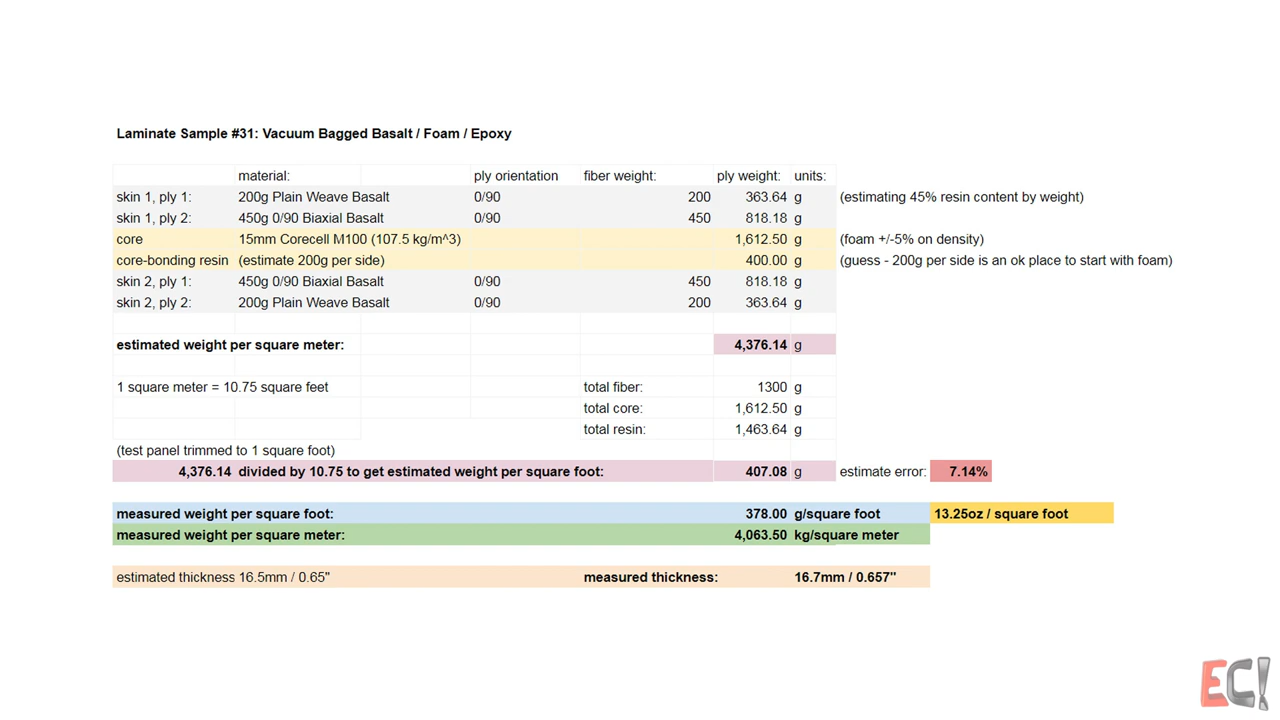 Laminate Sample #31: Vacuum Bagged Basalt / Foam / Epoxy
material: ply orientation fiber weight: ply weight: units:
skin 1, ply 1: 200g Plain Weave Basalt 0/90 200 363.64 g (estimating 45% resin content by weight)
skin 1, ply 2: 450g 0/90 Biaxial Basalt 0/90 450 818.18 g
core 15mm Corecell M100 (107.5 kg/m^3) 1,612.50 g (foam +/-5% on density)
core-bonding resin (estimate 200g per side) 400.00 g (guess - 200g per side is an ok place to start with foam)
skin 2, ply 1: 450g 0/90 Biaxial Basalt 0/90 450 818.18 g
skin 2, ply 2: 200g Plain Weave Basalt 0/90 200 363.64 g
estimated weight per square meter: 4,376.14 g
1 square meter = 10.75 square feet total fiber: 1300 g
total core: 1,612.50 g
total resin: 1,463.64 g
(test panel trimmed to 1 square foot)
4,376.14 divided by 10.75 to get estimated weight per square foot: 407.08 g estimate error: 7.14%
measured weight per square foot: 378.00 g/square foot 13.25oz / square foot
measured weight per square meter: 4,063.50 kg/square meter
estimated thickness 16.5mm / 0.65" measured thickness: 16.7mm / 0.657"
EC!